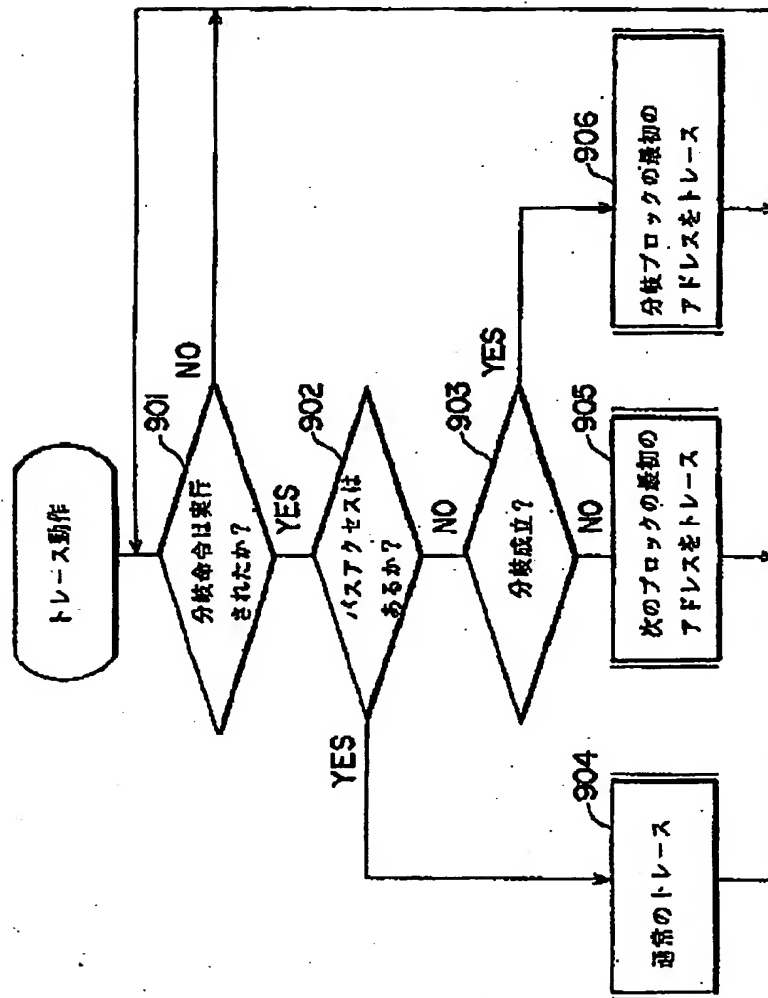 トレース動作
901
分岐命令は実行
されたか?
NO
YES
902
バスアクセスは
あるか?
YES
NO
903
分岐成立?
YES
NO
904
通常のトレース
905
次のブロックの最初の
アドレスをトレース
906
分岐ブロックの最初の
アドレスをトレース